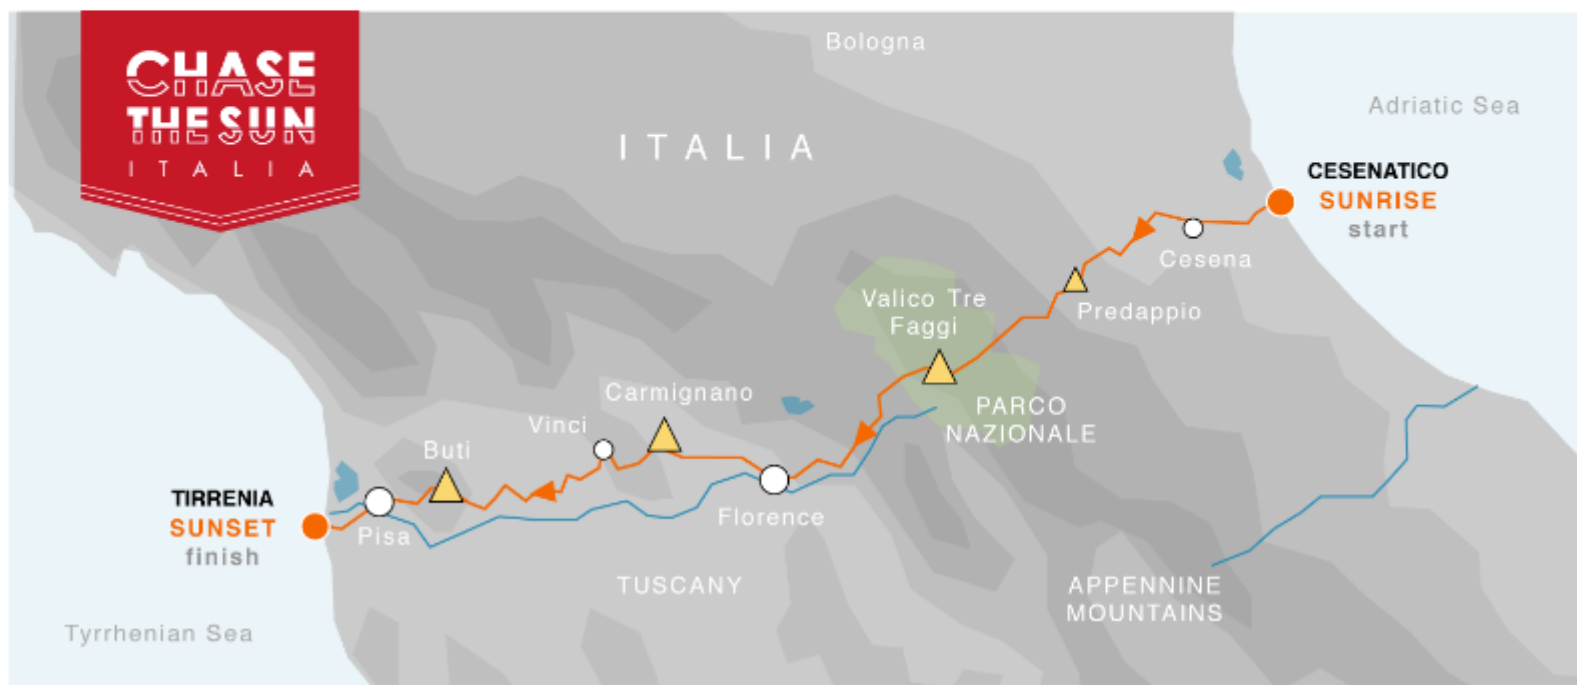 CHASE
THE SUN
ITALIA
Bologna
ITALIA
Adriatic Sea
CESENATICO
SUNRISE
start
Cesena
Predappio
Valico Tre
Faggi
PARCO
NAZIONALE
Carmignano
Vinci
Buti
Florence
Pisa
TIRRENIA
SUNSET
finish
TUSCANY
APPENNINE
MOUNTAINS
Tyrrhenian Sea